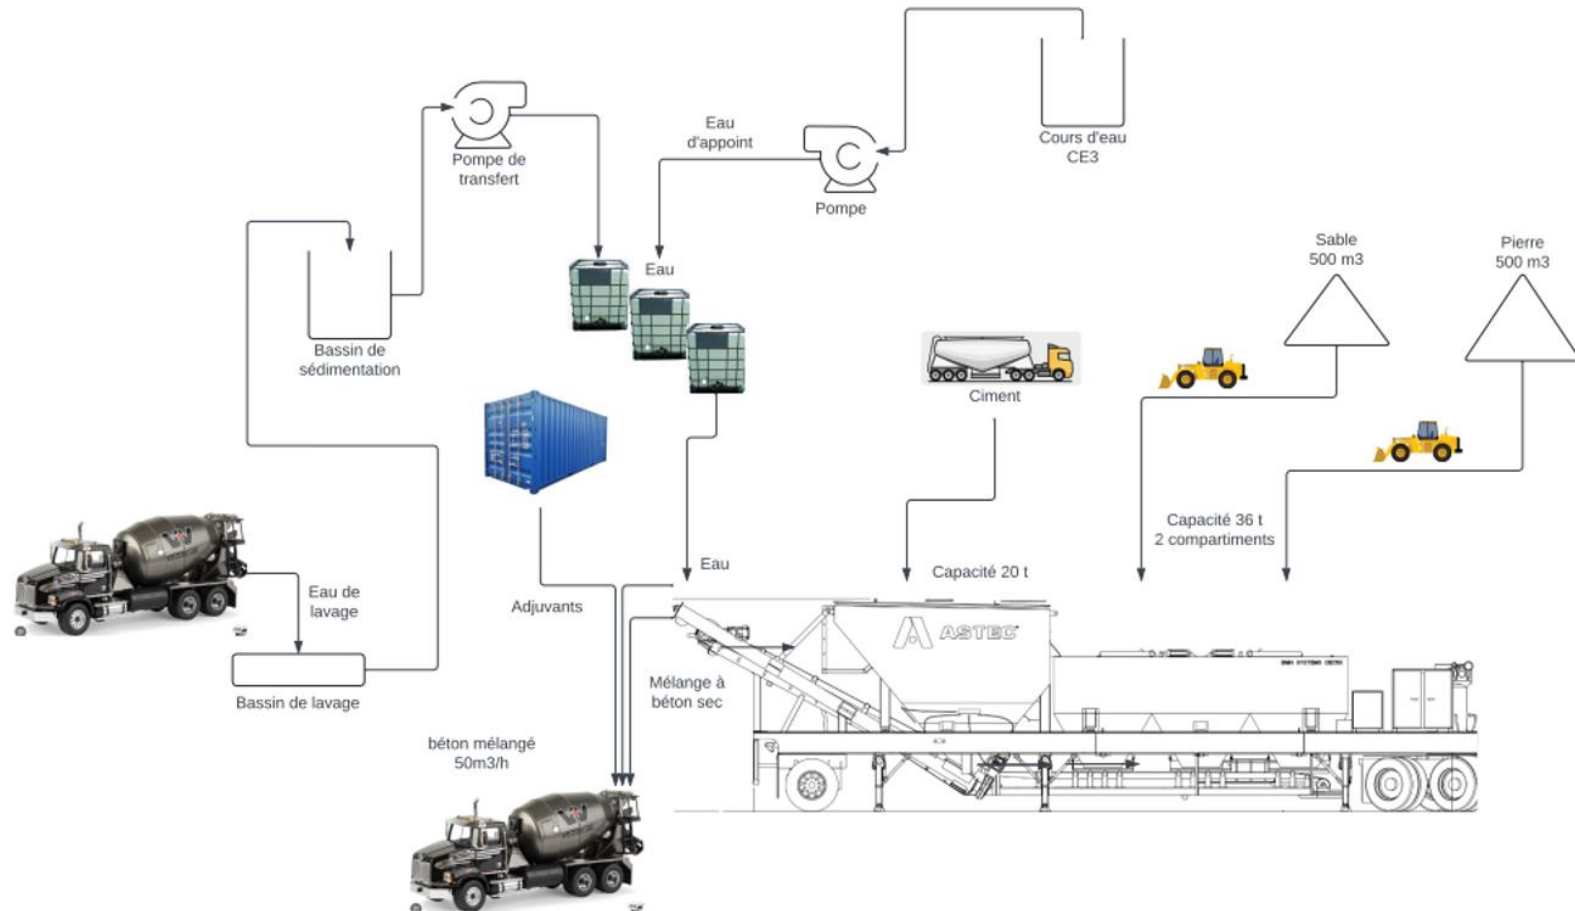 Eau
d'appoint
Cours d'eau
CE3
Pompe de
transfert
Pompe
Sable
500 m3
Pierre
500 m3
Eau
Bassin de
sédimentation
Ciment
Capacité 36 t
2 compartiments
Eau
Capacité 20 t
Eau de
lavage
Adjuvants
ASTEC
Mélange à
béton sec
Bassin de lavage
béton mélangé
50m3/h